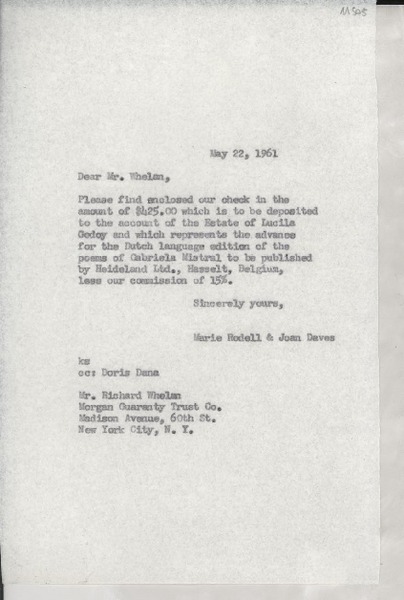 May 22, 1961
Dear Mr. Whelan,
Please find enclosed our check in the
amount of $425.00 which is to be deposited
to the account of the Estate of Lucila
Godoy and which represents the advance
for the Dutch language edition of the
poems of Gabriela Mistral to be published
by Heideland Ltd., Hasselt, Belgium,
less our commission of 15%.
Sincerely yours,
Marie Rodell & Joan Daves
ks
cc: Doris Dana
Mr. Richard Whelan
Morgan Guaranty Trust Co.
Madison Avenue, 60th St.
New York City, N. Y.